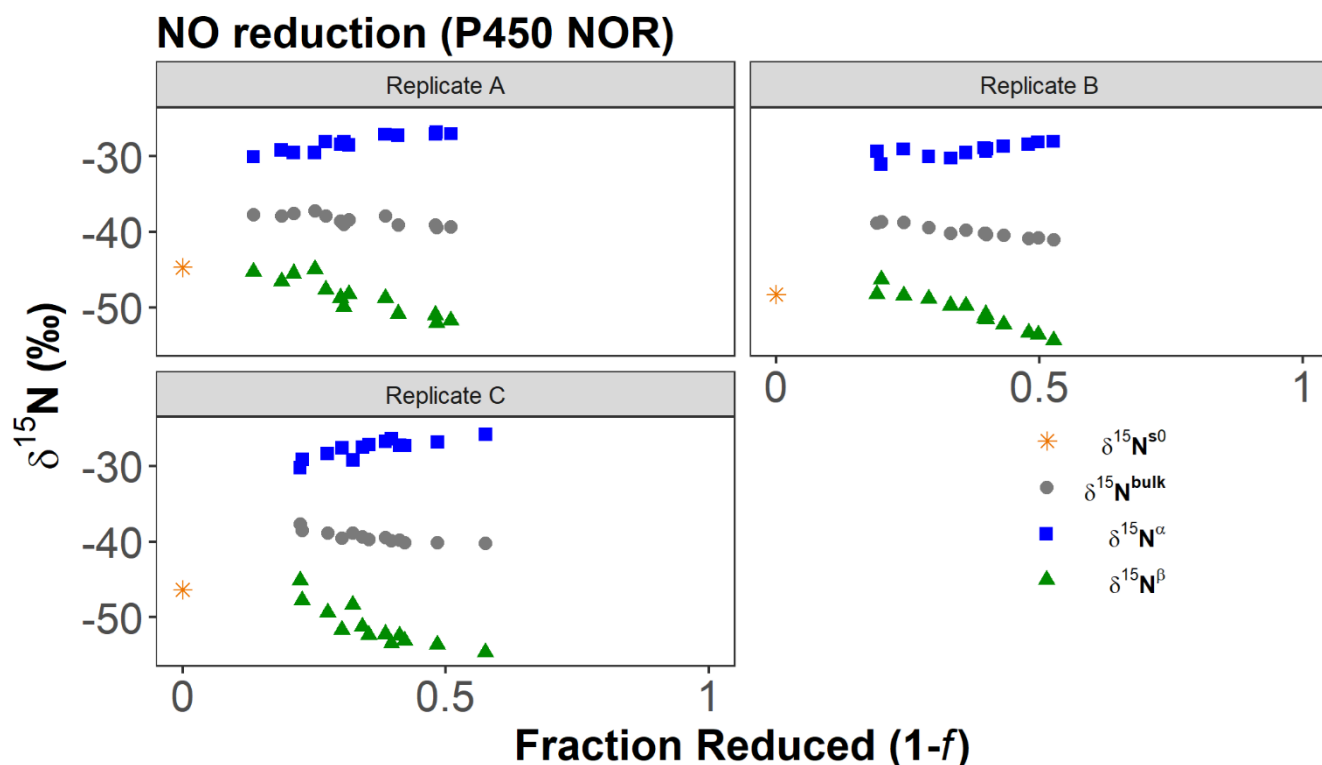 NO reduction (P450 NOR)
Replicate A
Replicate B
-30
-40
-50
0
0.5
1
Replicate C
-30
-40
-50
0
0.5
1
δ¹⁵N (‰)
δ¹⁵Nˢ⁰
δ¹⁵Nᵇᵘˡᵏ
δ¹⁵Nᵅ
δ¹⁵Nᵝ
Fraction Reduced (1-f)